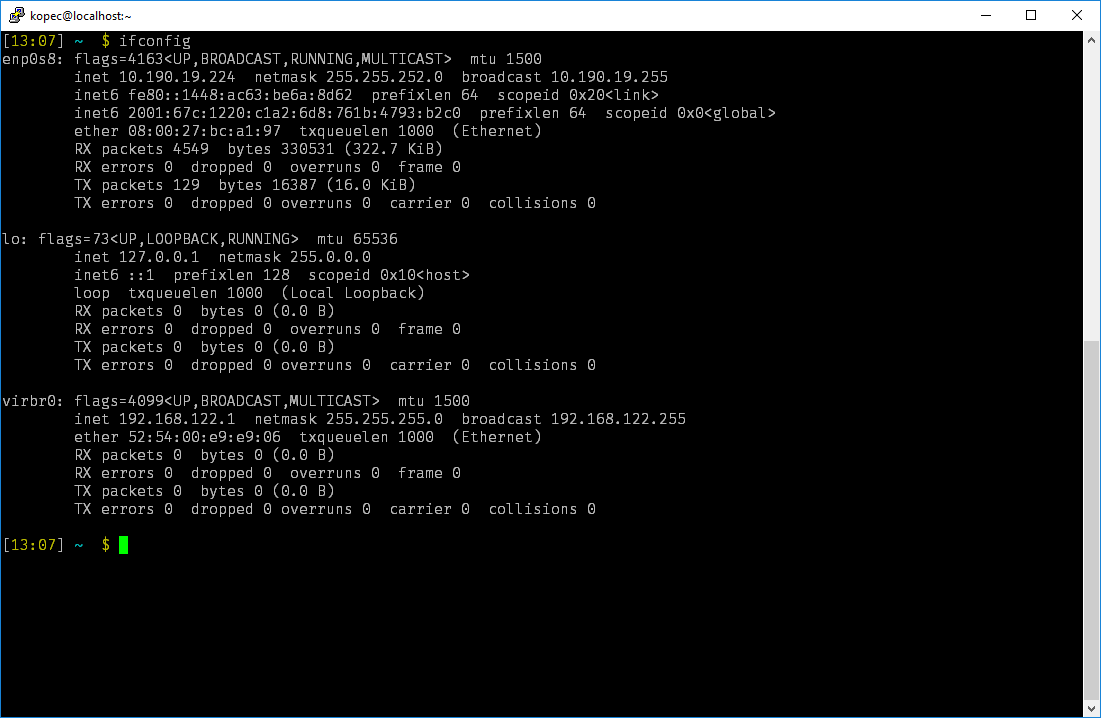 kopec@localhost:~
[13:07] ~  $ ifconfig
enp0s8: flags=4163<UP,BROADCAST,RUNNING,MULTICAST>  mtu 1500
        inet 10.190.19.224  netmask 255.255.252.0  broadcast 10.190.19.255
        inet6 fe80::1448:ac63:be6a:8d62  prefixlen 64  scopeid 0x20<link>
        inet6 2001:67c:1220:c1a2:6d8:761b:4793:b2c0  prefixlen 64  scopeid 0x0<global>
        ether 08:00:27:bc:a1:97  txqueuelen 1000  (Ethernet)
        RX packets 4549  bytes 330531 (322.7 KiB)
        RX errors 0  dropped 0  overruns 0  frame 0
        TX packets 129  bytes 16387 (16.0 KiB)
        TX errors 0  dropped 0 overruns 0  carrier 0  collisions 0

lo: flags=73<UP,LOOPBACK,RUNNING>  mtu 65536
        inet 127.0.0.1  netmask 255.0.0.0
        inet6 ::1  prefixlen 128  scopeid 0x10<host>
        loop  txqueuelen 1000  (Local Loopback)
        RX packets 0  bytes 0 (0.0 B)
        RX errors 0  dropped 0  overruns 0  frame 0
        TX packets 0  bytes 0 (0.0 B)
        TX errors 0  dropped 0 overruns 0  carrier 0  collisions 0

virbr0: flags=4099<UP,BROADCAST,MULTICAST>  mtu 1500
        inet 192.168.122.1  netmask 255.255.255.0  broadcast 192.168.122.255
        ether 52:54:00:e9:e9:06  txqueuelen 1000  (Ethernet)
        RX packets 0  bytes 0 (0.0 B)
        RX errors 0  dropped 0  overruns 0  frame 0
        TX packets 0  bytes 0 (0.0 B)
        TX errors 0  dropped 0 overruns 0  carrier 0  collisions 0

[13:07] ~  $